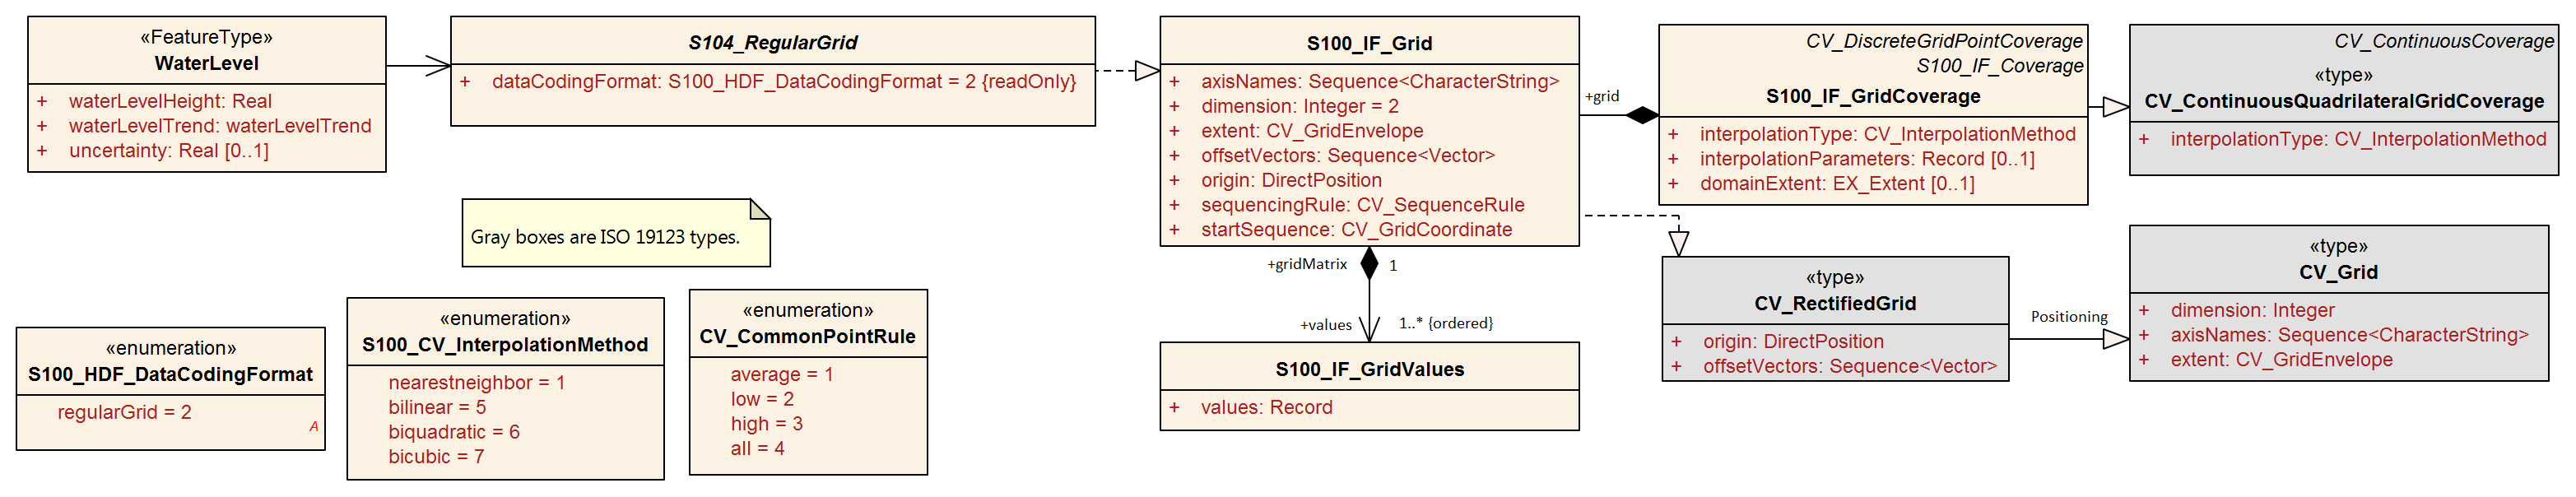 «FeatureType»
WaterLevel
+ waterLevelHeight: Real
+ waterLevelTrend: waterLevelTrend
+ uncertainty: Real [0..1]
S104_RegularGrid
+ dataCodingFormat: S100_HDF_DataCodingFormat = 2 {readOnly}
S100_IF_Grid
+ axisNames: Sequence<CharacterString>
+ dimension: Integer = 2
+ extent: CV_GridEnvelope
+ offsetVectors: Sequence<Vector>
+ origin: DirectPosition
+ sequencingRule: CV_SequenceRule
+ startSequence: CV_GridCoordinate
+grid
CV_DiscreteGridPointCoverage
S100_IF_Coverage
S100_IF_GridCoverage
+ interpolationType: CV_InterpolationMethod
+ interpolationParameters: Record [0..1]
+ domainExtent: EX_Extent [0..1]
CV_ContinuousCoverage
«type»
CV_ContinuousQuadrilateralGridCoverage
+ interpolationType: CV_InterpolationMethod
Gray boxes are ISO 19123 types.
+gridMatrix 1
+values 1..* {ordered}
S100_IF_GridValues
+ values: Record
«type»
CV_RectifiedGrid
+ origin: DirectPosition
+ offsetVectors: Sequence<Vector>
Positioning
«type»
CV_Grid
+ dimension: Integer
+ axisNames: Sequence<CharacterString>
+ extent: CV_GridEnvelope
«enumeration»
S100_HDF_DataCodingFormat
regularGrid = 2
A
«enumeration»
S100_CV_InterpolationMethod
nearestneighbor = 1
bilinear = 5
biquadratic = 6
bicubic = 7
«enumeration»
CV_CommonPointRule
average = 1
low = 2
high = 3
all = 4